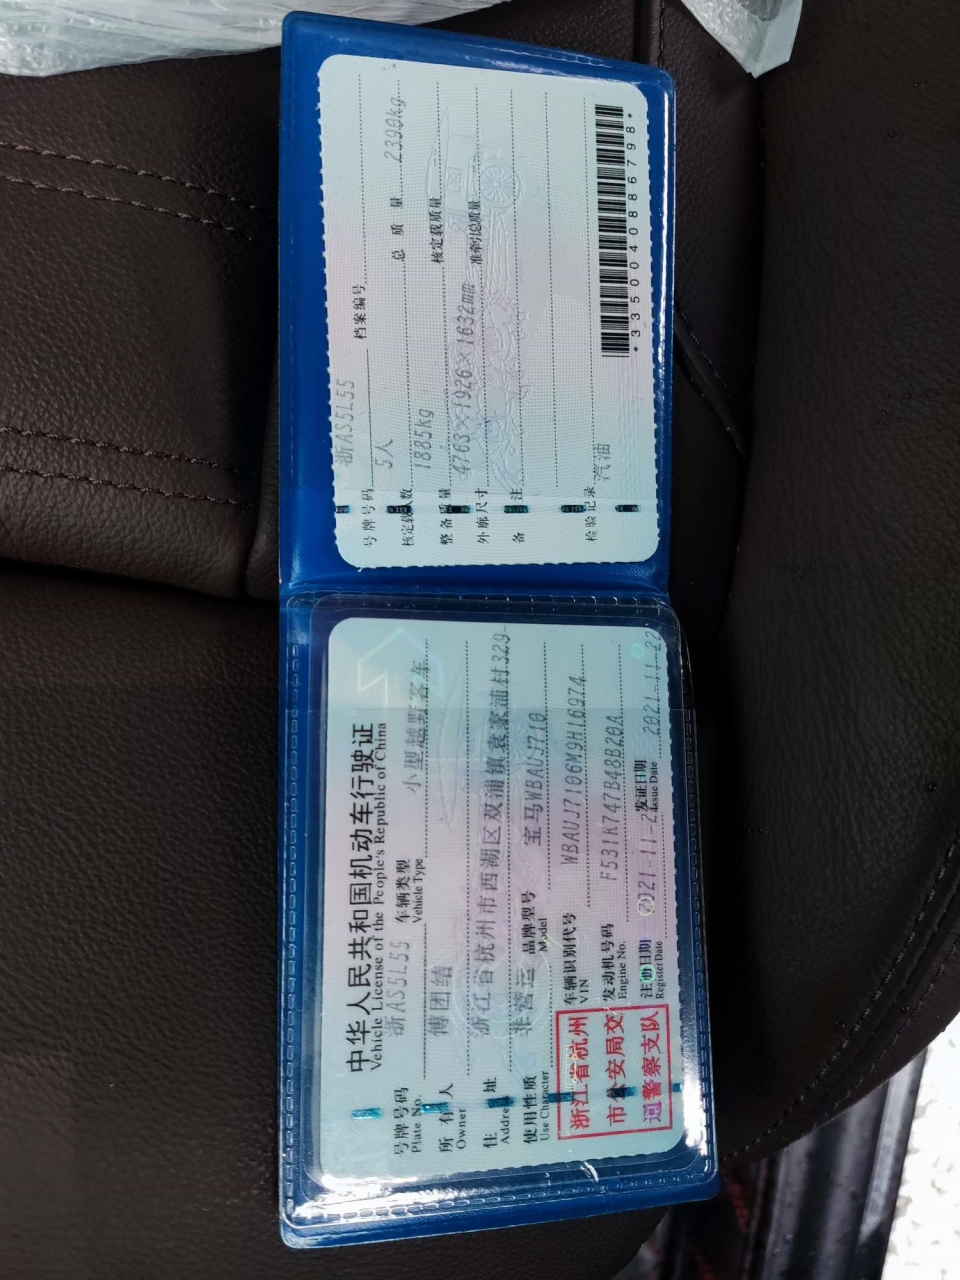 中华人民共和国机动车行驶证
Vehicle License of the People's Republic of China
号牌号码 浙AS5L55 车辆类型 小型越野客车
Plate No. Vehicle Type
所有人 傅团结
Owner
住址 浙江省杭州市西湖区双浦镇袁家浦村329-
Address
使用性质 非营运 品牌型号 宝马WBAUJ710
Use Character Model
浙江省杭州
市公安局交
通警察支队
车辆识别代号 WBAUJ7106M9H16974
VIN
发动机号码 F531K747B48B20A
Engine No.
注册日期 2021-11-22 发证日期 2021-11-22
Register Date Issue Date
号牌号码 浙AS5L55 档案编号
核定载人数 5人 总质量 2390kg
整备质量 1885kg 核定载质量
外廓尺寸 4763×1926×1632mm 准牵引总质量
备注
检验记录 汽油
*3350040886798*